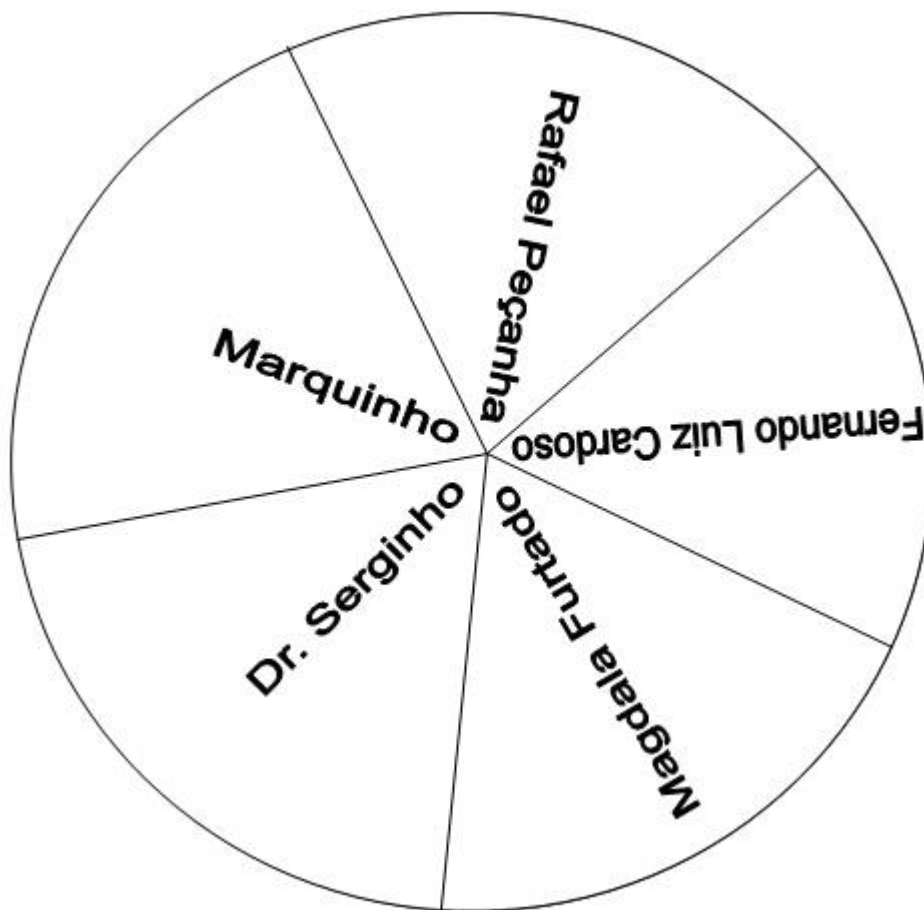 Rafael Peçanha
Fernando Luiz Cardoso
Magdala Furtado
Dr. Serginho
Marquinho